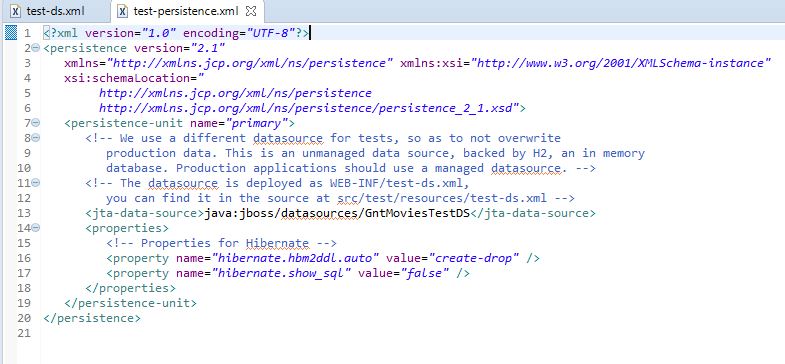 test-ds.xml test-persistence.xml
1 <?xml version="1.0" encoding="UTF-8"?>
2 <persistence version="2.1"
3 xmlns="http://xmlns.jcp.org/xml/ns/persistence" xmlns:xsi="http://www.w3.org/2001/XMLSchema-instance"
4 xsi:schemaLocation="
5 http://xmlns.jcp.org/xml/ns/persistence
6 http://xmlns.jcp.org/xml/ns/persistence/persistence_2_1.xsd">
7 <persistence-unit name="primary">
8 <!-- We use a different datasource for tests, so as to not overwrite
9 production data. This is an unmanaged data source, backed by H2, an in memory
10 database. Production applications should use a managed datasource. -->
11 <!-- The datasource is deployed as WEB-INF/test-ds.xml,
12 you can find it in the source at src/test/resources/test-ds.xml -->
13 <jta-data-source>java:jboss/datasources/GntMoviesTestDS</jta-data-source>
14 <properties>
15 <!-- Properties for Hibernate -->
16 <property name="hibernate.hbm2ddl.auto" value="create-drop" />
17 <property name="hibernate.show_sql" value="false" />
18 </properties>
19 </persistence-unit>
20 </persistence>
21